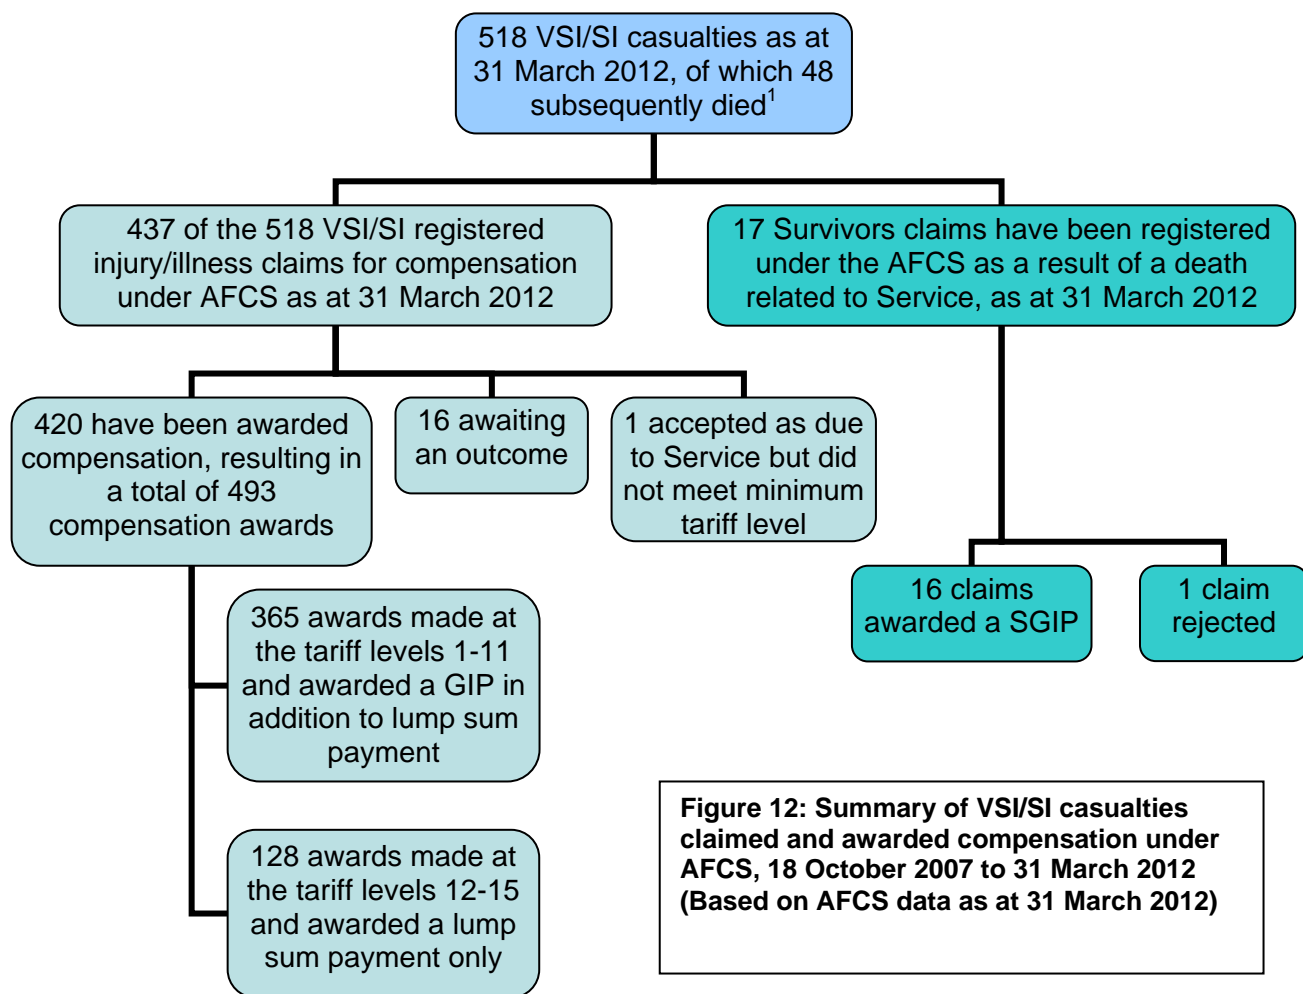 518 VSI/SI casualties as at
31 March 2012, of which 48
subsequently died1
437 of the 518 VSI/SI registered
injury/illness claims for compensation
under AFCS as at 31 March 2012
17 Survivors claims have been registered
under the AFCS as a result of a death
related to Service, as at 31 March 2012
420 have been awarded
compensation, resulting in
a total of 493
compensation awards
16 awaiting
an outcome
1 accepted as due
to Service but did
not meet minimum
tariff level
16 claims
awarded a SGIP
1 claim
rejected
365 awards made at
the tariff levels 1-11
and awarded a GIP in
addition to lump sum
payment
128 awards made at
the tariff levels 12-15
and awarded a lump
sum payment only
Figure 12: Summary of VSI/SI casualties
claimed and awarded compensation under
AFCS, 18 October 2007 to 31 March 2012
(Based on AFCS data as at 31 March 2012)